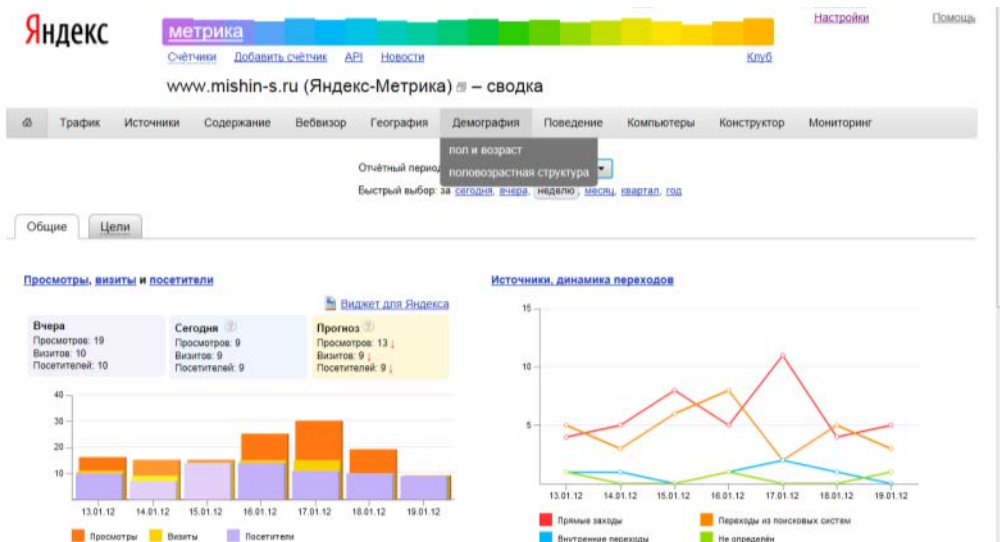 Яндекс
метрика
Настройки
Помощь
Счётчики Добавить счётчик API Новости Клуб
www.mishin-s.ru (Яндекс-Метрика) – сводка
Трафик Источники Содержание Вебвизор География Демография Поведение Компьютеры Конструктор Мониторинг
пол и возраст
половозрастная структура
Отчётный период
Быстрый выбор: за сегодня, вчера, неделю, месяц, квартал, год
Общие Цели
Просмотры, визиты и посетители
Виджет для Яндекса
Вчера
Просмотров: 19
Визитов: 10
Посетителей: 10
Сегодня ?
Просмотров: 9
Визитов: 9
Посетителей: 9
Прогноз ?
Просмотров: 13 ↓
Визитов: 9 ↓
Посетителей: 9 ↓
40
30
20
10
13.01.12 14.01.12 15.01.12 16.01.12 17.01.12 18.01.12 19.01.12
Просмотры Визиты Посетители
Источники, динамика переходов
15
10
5
13.01.12 14.01.12 15.01.12 16.01.12 17.01.12 18.01.12 19.01.12
Прямые заходы Переходы из поисковых систем
Внутренние переходы Не определён